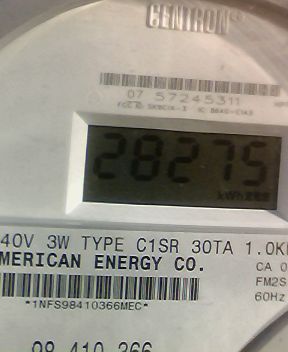 CENTRON®
07 57245311
28275
kWh
40V 3W TYPE C1SR 30TA 1.0K
MERICAN ENERGY CO.
CA 0
FM2S
60Hz
*1NFS98410366MEC*
98 410 366